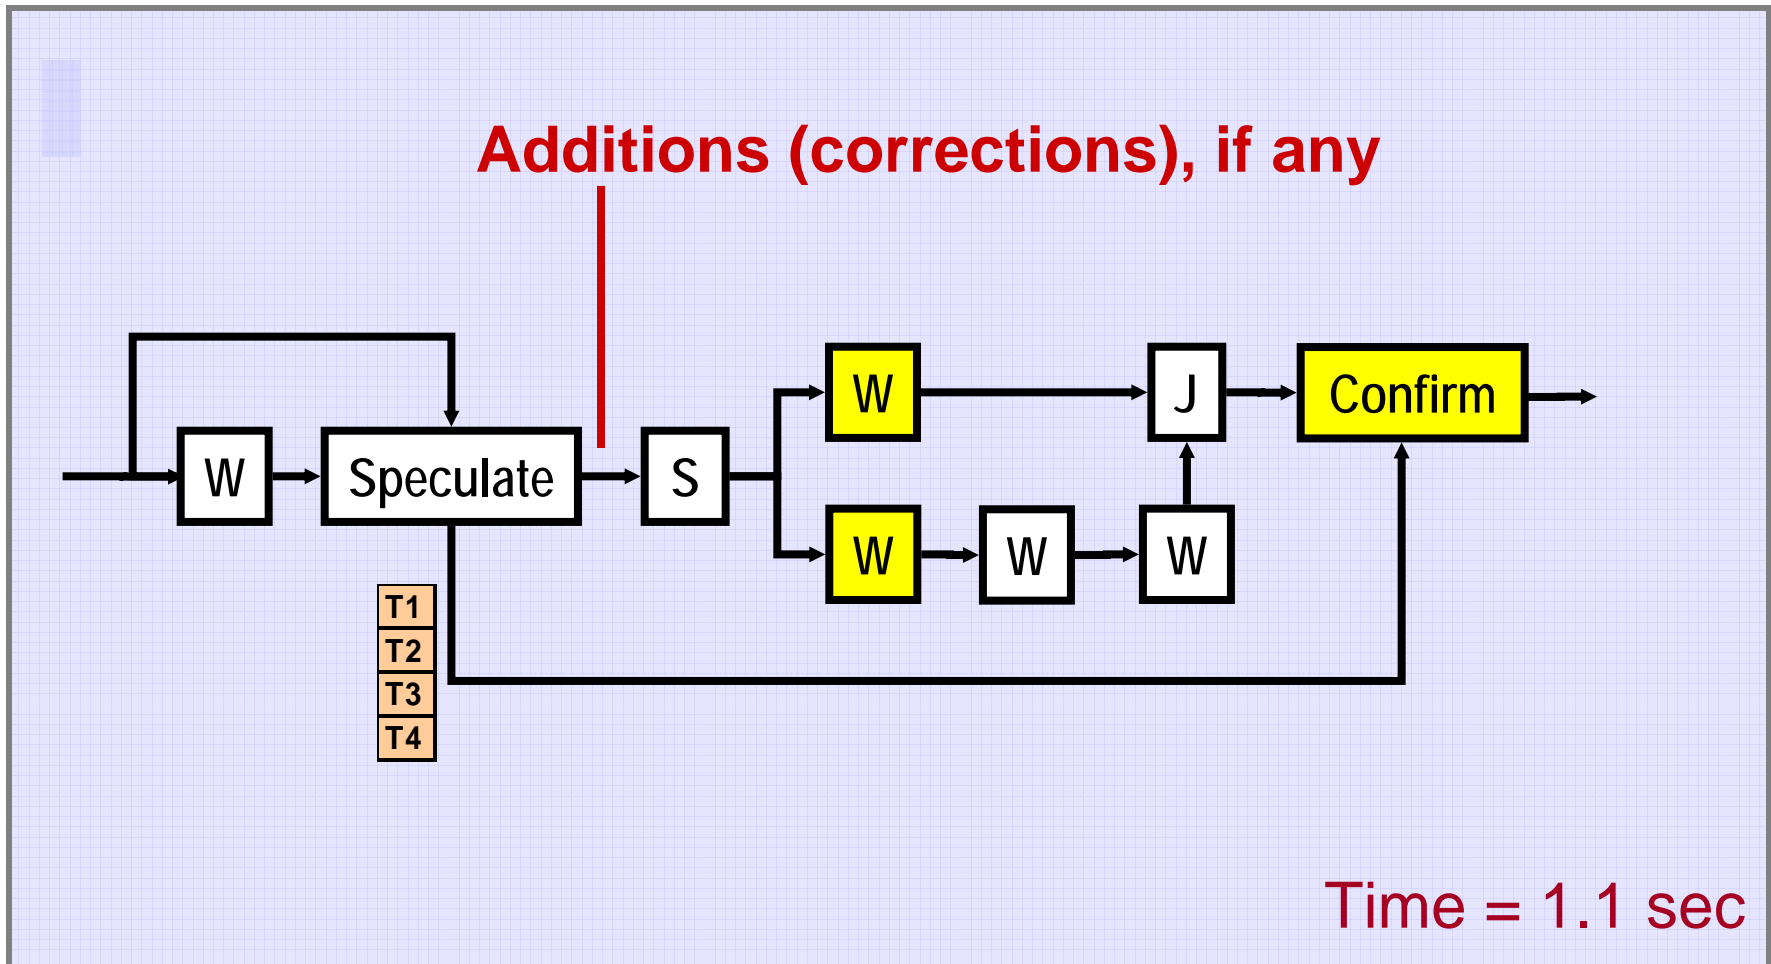 Additions (corrections), if any
W
J
Confirm
W
Speculate
S
W
W
W
T1
T2
T3
T4
Time = 1.1 sec